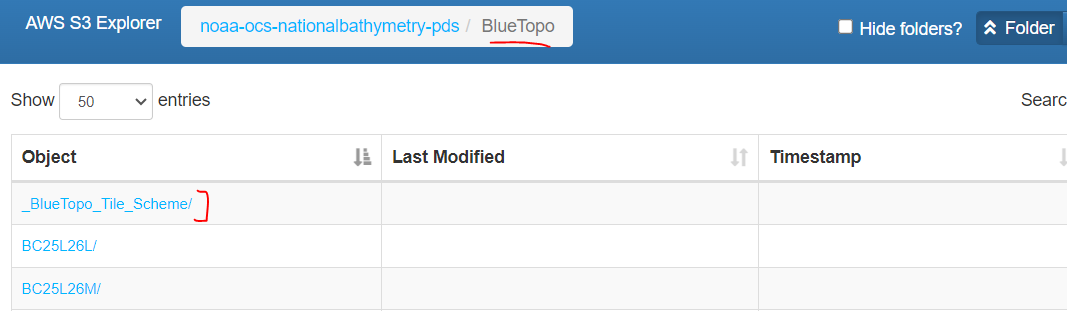 AWS S3 Explorer
noaa-ocs-nationalbathymetry-pds / BlueTopo
Hide folders?
Folder
Show 50 entries
Searc
Object Last Modified Timestamp
_BlueTopo_Tile_Scheme/
BC25L26L/
BC25L26M/